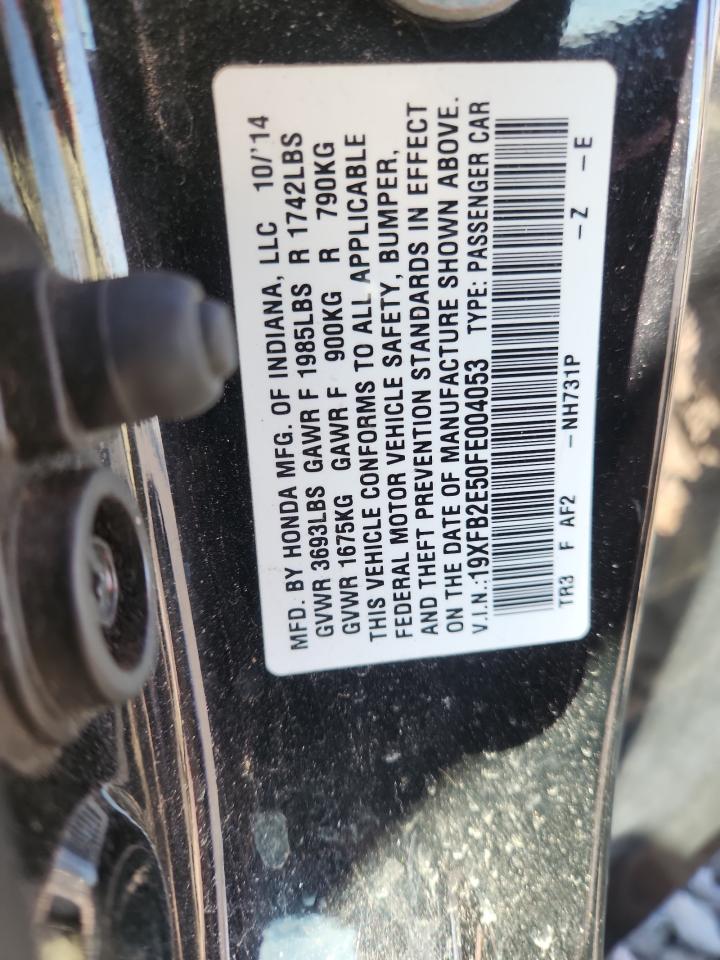 MFD. BY HONDA MFG. OF INDIANA, LLC 10/'14
GVWR 3693LBS GAWR F 1985LBS R 1742LBS
GVWR 1675KG GAWR F 900KG R 790KG
THIS VEHICLE CONFORMS TO ALL APPLICABLE
FEDERAL MOTOR VEHICLE SAFETY, BUMPER,
AND THEFT PREVENTION STANDARDS IN EFFECT
ON THE DATE OF MANUFACTURE SHOWN ABOVE.
V.I.N.:19XFB2E50FE004053 TYPE: PASSENGER CAR
TR3 F AF2 -NH731P -Z -E